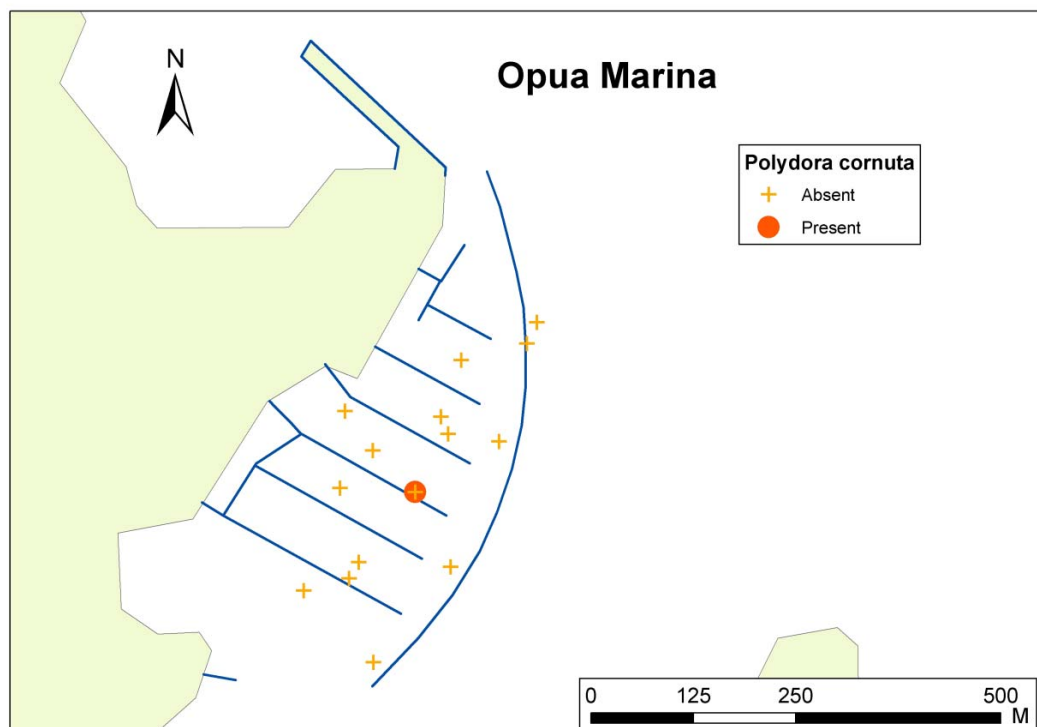 N
Opua Marina
Polydora cornuta
Absent
Present
0 125 250 500
M